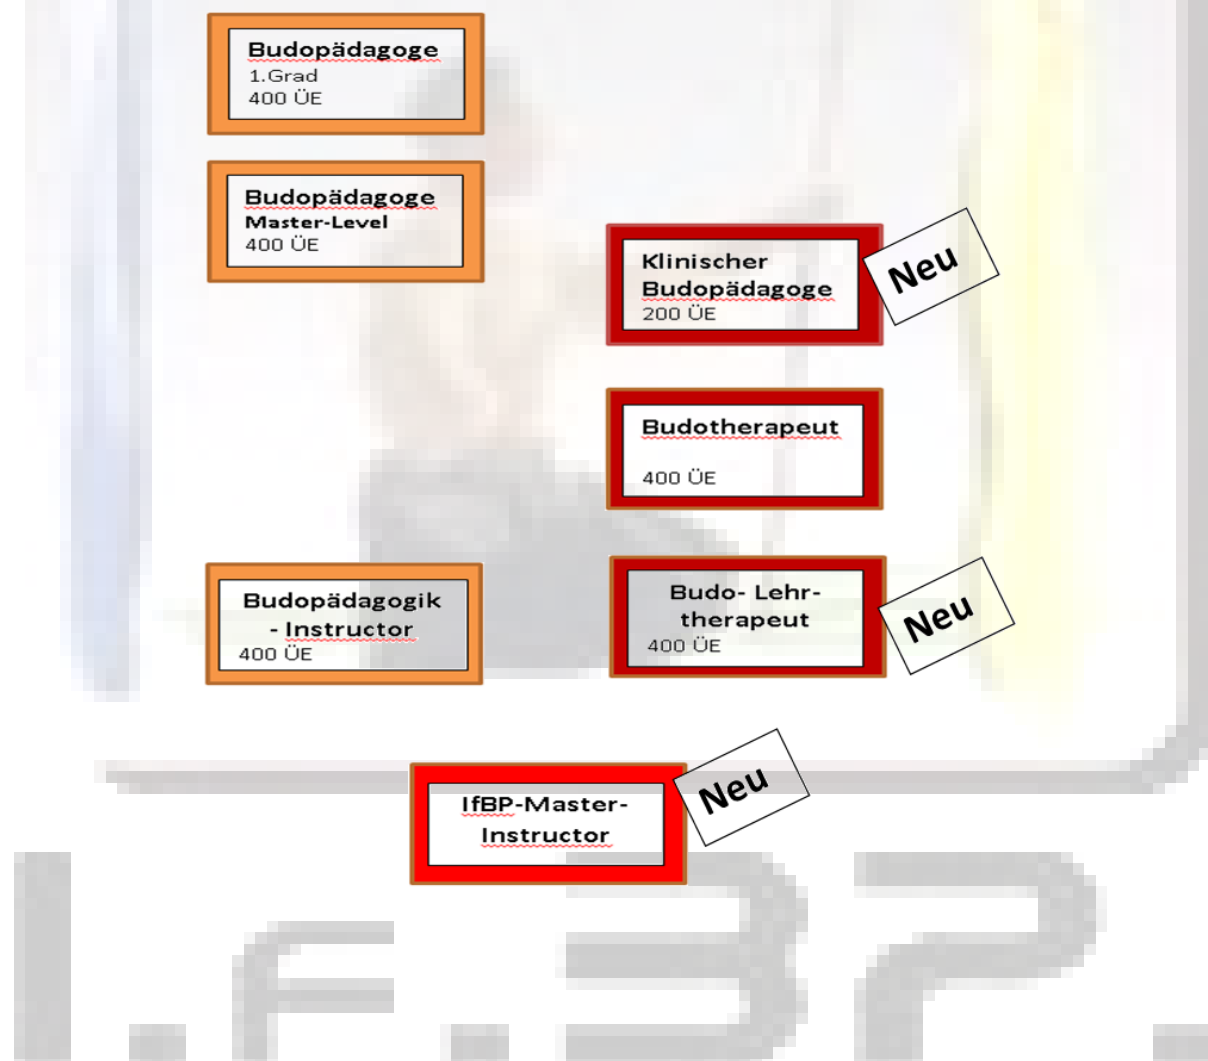 Budopädagoge
1.Grad
400 ÜE
Budopädagoge
Master-Level
400 ÜE
Klinischer
Budopädagoge
200 ÜE
Neu
Budotherapeut
400 ÜE
Budopädagogik
- Instructor
400 ÜE
Budo- Lehr-
therapeut
400 ÜE
Neu
IfBP-Master-
Instructor
Neu
I.f.BP.